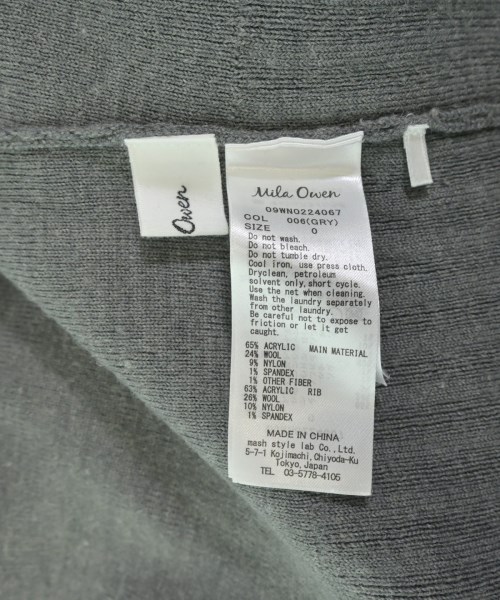 Owen
Mila Owen
09WNO224067
COL 006(GRY)
SIZE 0
Do not wash.
Do not bleach.
Do not tumble dry.
Cool iron, use press cloth.
Dryclean, petroleum
solvent only,short cycle.
Use the net when cleaning.
Wash the laundry separately
from other laundry.
Be careful not to expose to
friction or let it get
caught.
65% ACRYLIC MAIN MATERIAL
24% WOOL
9% NYLON
1% SPANDEX
1% OTHER FIBER
63% ACRYLIC RIB
26% WOOL
10% NYLON
1% SPANDEX
MADE IN CHINA
mash style lab Co.,Ltd.
5-7-1 Kojimachi,Chiyoda-Ku
Tokyo,Japan
TEL 03-5778-4105